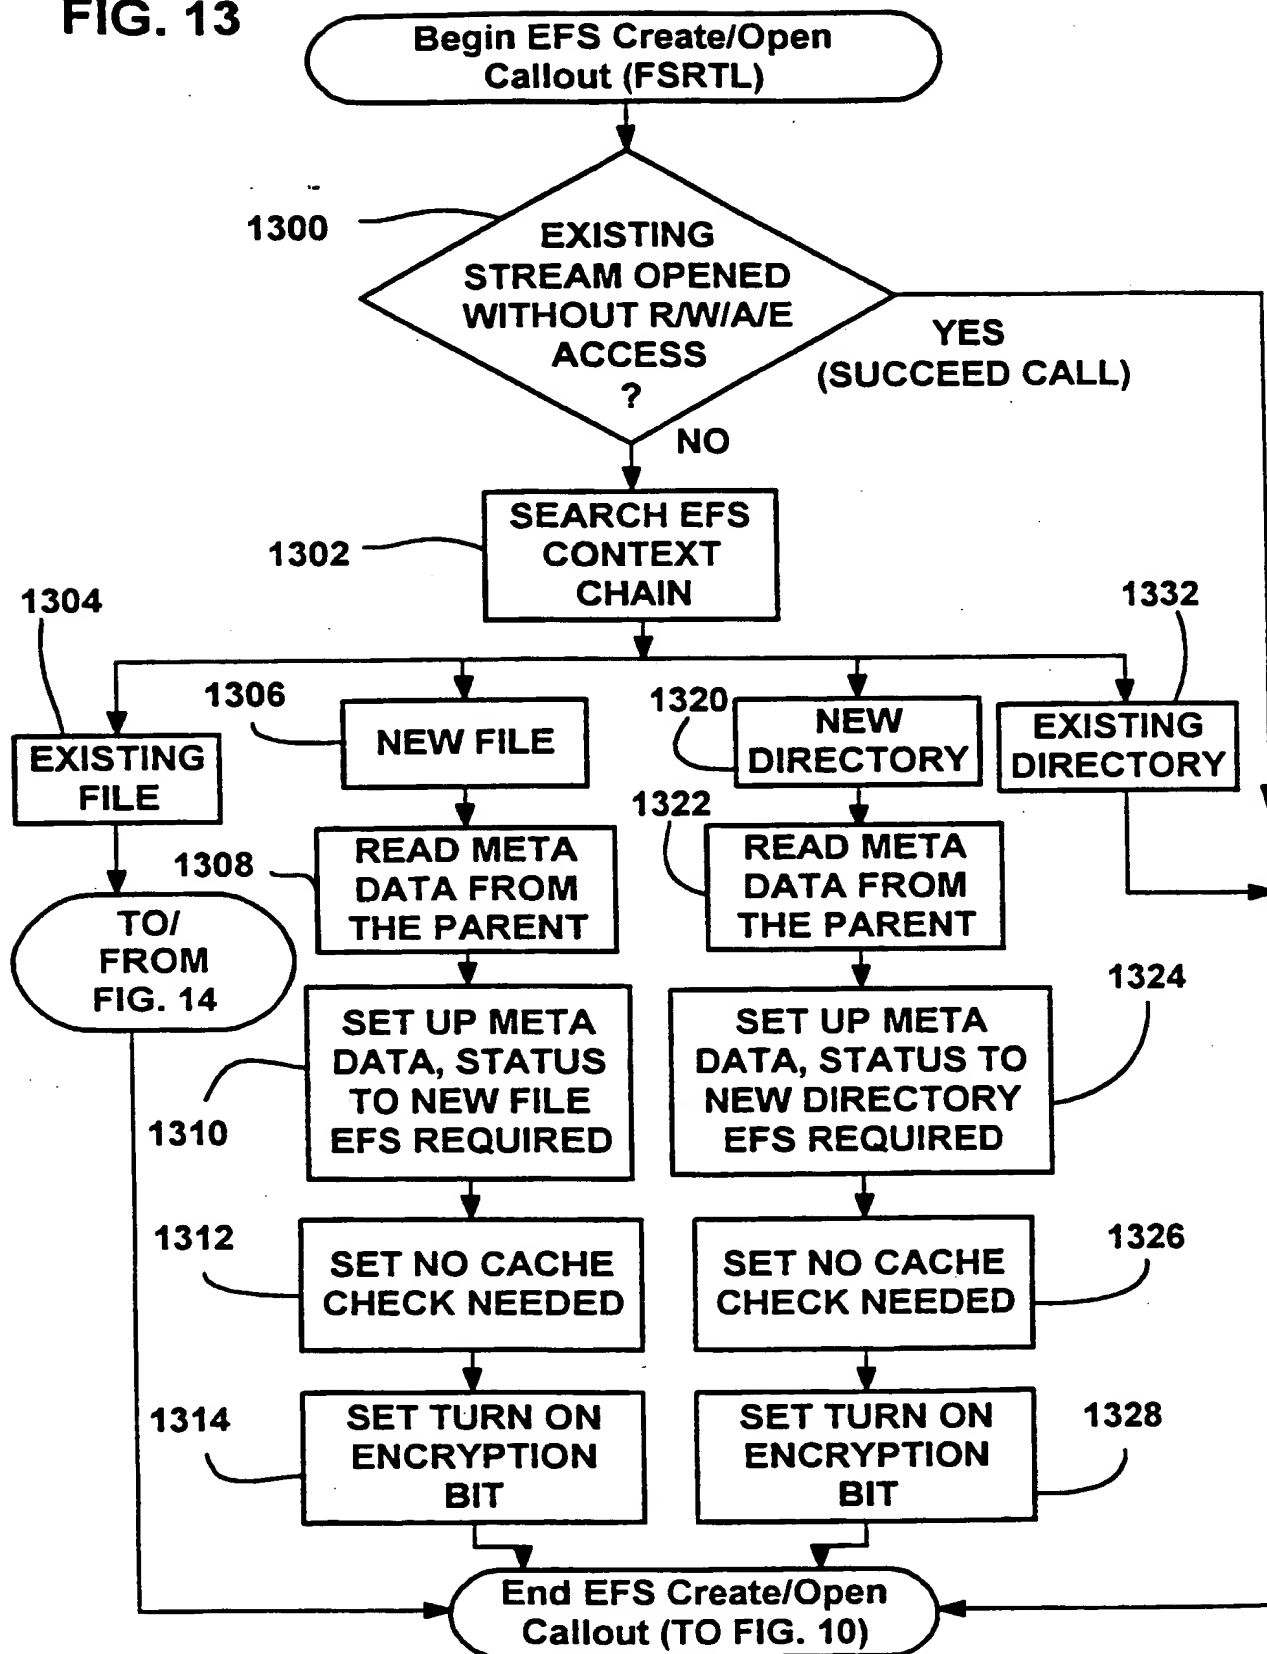 FIG. 13
Begin EFS Create/Open
Callout (FSRTL)
1300
EXISTING
STREAM OPENED
WITHOUT R/W/A/E
ACCESS
?
YES
(SUCCEED CALL)
NO
1302
SEARCH EFS
CONTEXT
CHAIN
1304
1332
1306
1320
EXISTING
FILE
NEW FILE
NEW
DIRECTORY
EXISTING
DIRECTORY
1322
1308
READ META
DATA FROM
THE PARENT
READ META
DATA FROM
THE PARENT
TO/
FROM
FIG. 14
1324
SET UP META
DATA, STATUS
TO NEW FILE
EFS REQUIRED
SET UP META
DATA, STATUS TO
NEW DIRECTORY
EFS REQUIRED
1310
1312
SET NO CACHE
CHECK NEEDED
SET NO CACHE
CHECK NEEDED
1326
1314
SET TURN ON
ENCRYPTION
BIT
SET TURN ON
ENCRYPTION
BIT
1328
End EFS Create/Open
Callout (TO FIG. 10)